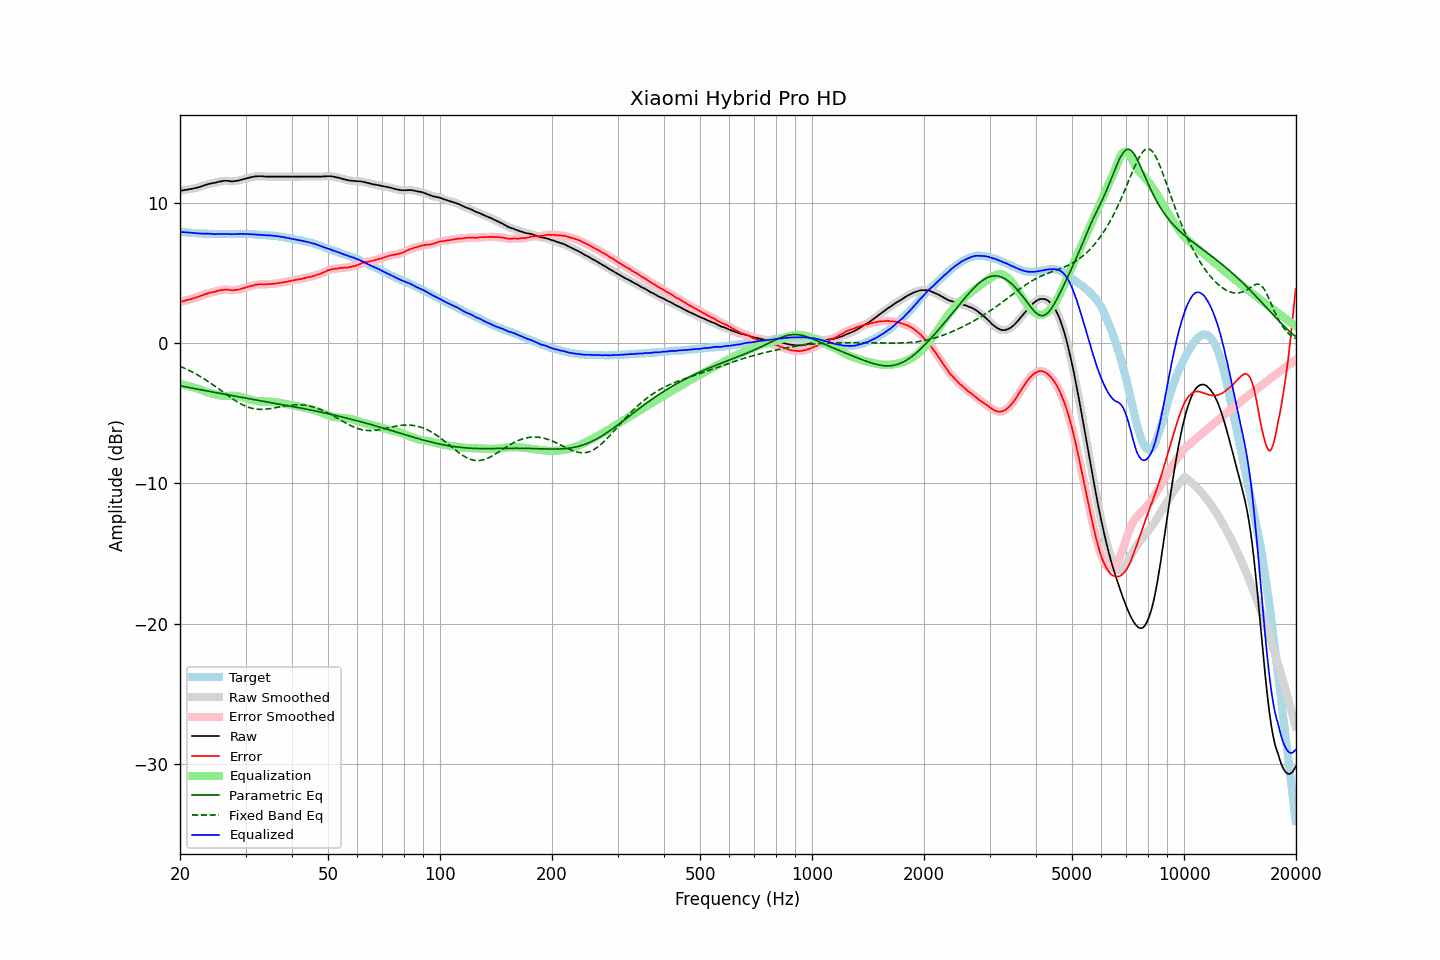 Xiaomi Hybrid Pro HD
Amplitude (dBr)
10
0
−10
−20
−30
Target
Raw Smoothed
Error Smoothed
Raw
Error
Equalization
Parametric Eq
Fixed Band Eq
Equalized
20 50 100 200 500 1000 2000 5000 10000 20000
Frequency (Hz)